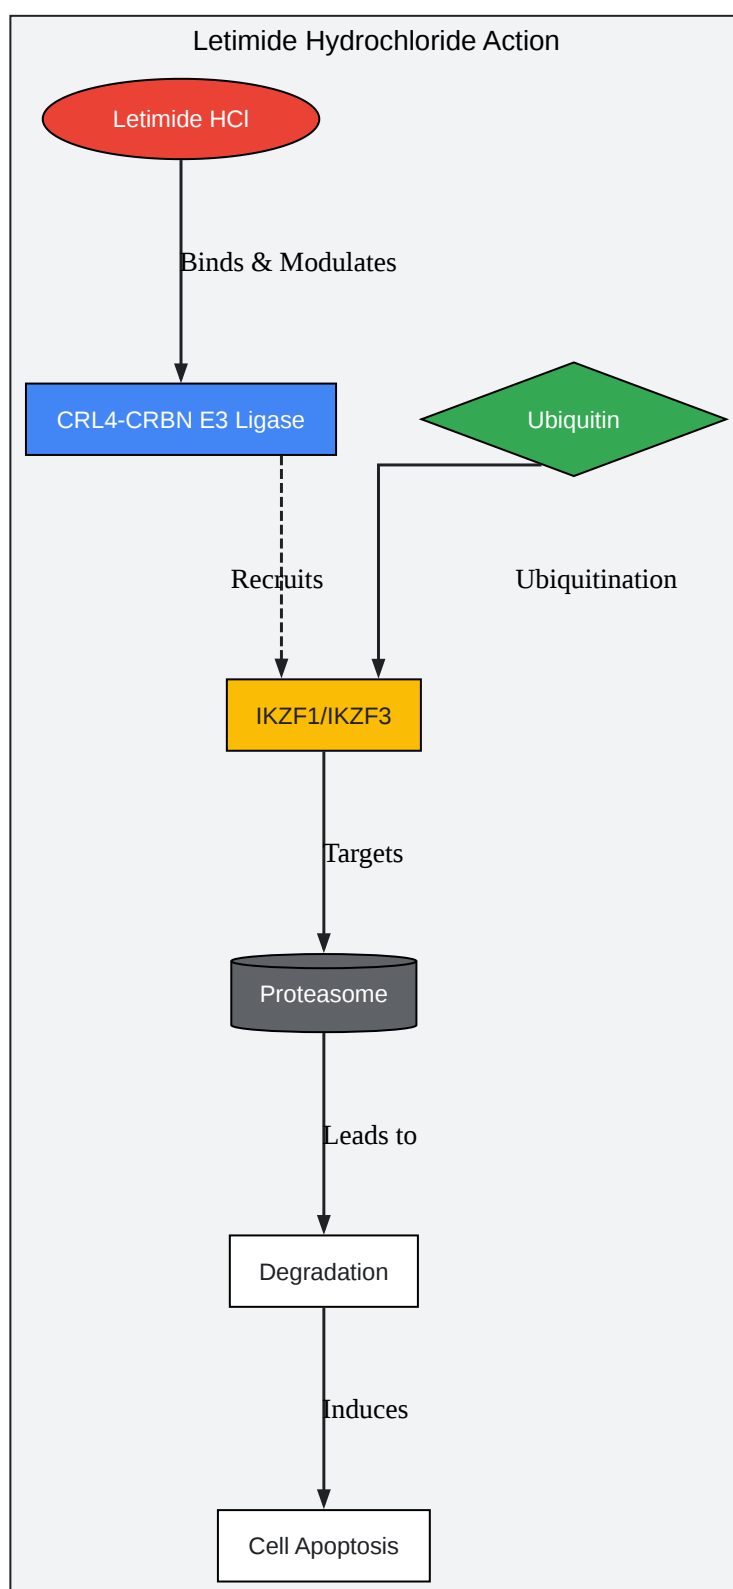 Letimide Hydrochloride Action
Letimide HCl
Binds & Modulates
CRL4-CRBN E3 Ligase
Ubiquitin
Recruits
Ubiquitination
IKZF1/IKZF3
Targets
Proteasome
Leads to
Degradation
Induces
Cell Apoptosis